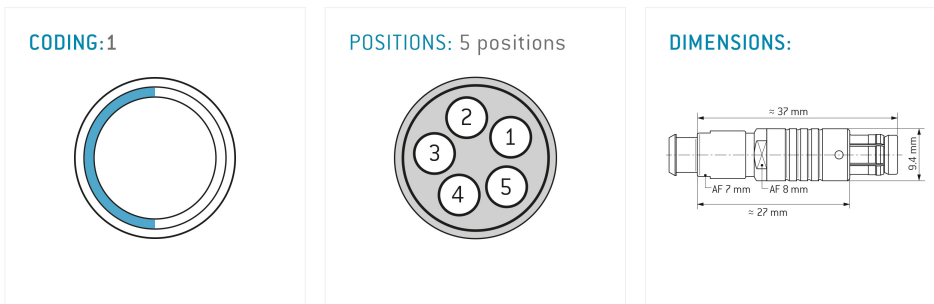 CODING:1
POSITIONS: 5 positions
2
1
3
4
5
DIMENSIONS:
≈ 37 mm
9.4 mm
AF 7 mm
AF 8 mm
≈ 27 mm